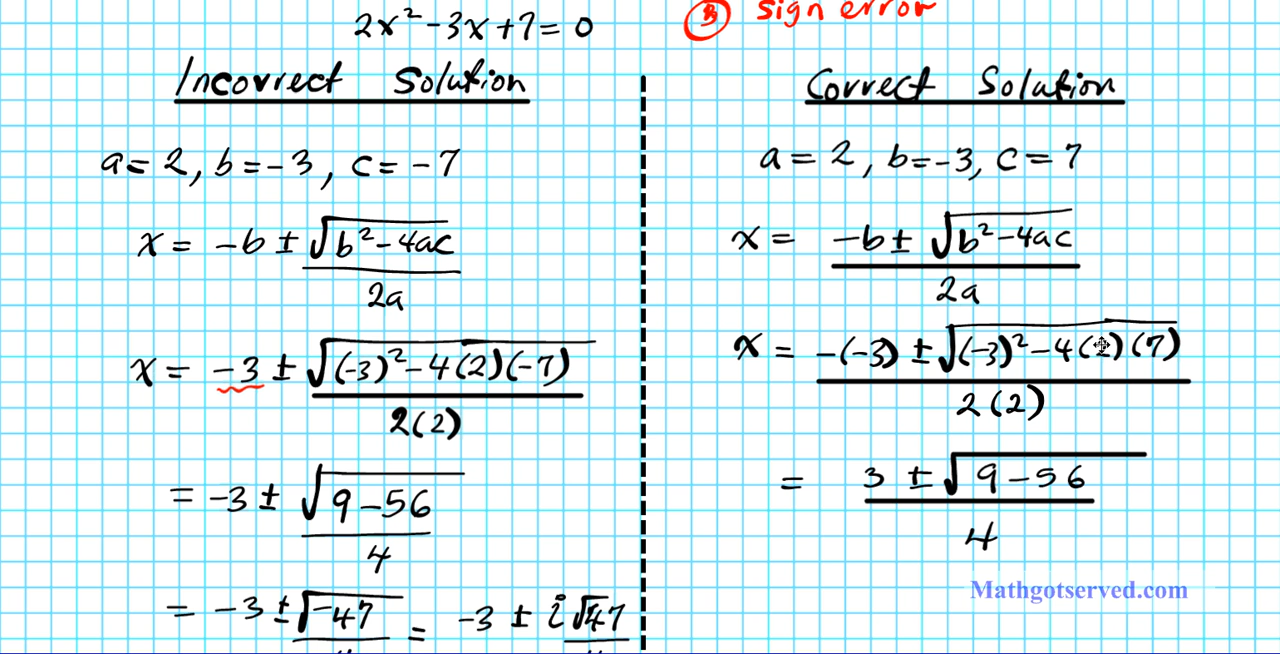 2x² - 3x + 7 = 0
③ sign error
Incorrect Solution
a = 2, b = -3, c = -7
x = -b ± √(b² - 4ac)
2a
x = -3 ± √((-3)² - 4(2)(-7))
2(2)
= -3 ± √(9 - 56)
4
= -3 ± √(-47) = -3 ± i√47
Correct Solution
a = 2, b = -3, c = 7
x = -b ± √(b² - 4ac)
2a
x = -(-3) ± √((-3)² - 4(2)(7))
2(2)
= 3 ± √(9 - 56)
4
Mathgotserved.com